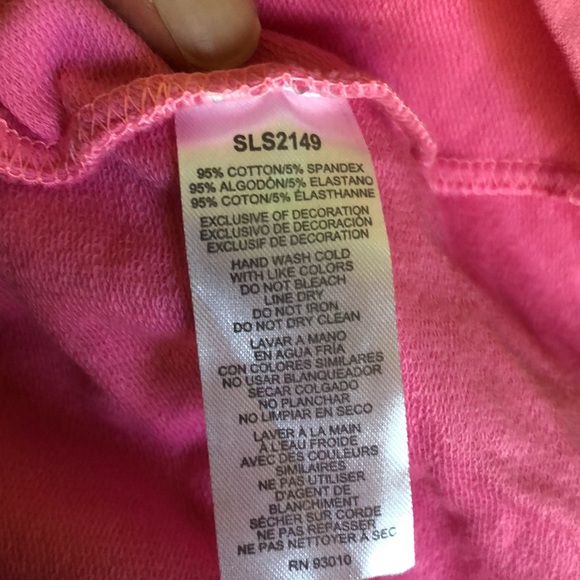 SLS2149
95% COTTON/5% SPANDEX
95% ALGODÓN/5% ELASTANO
95% COTON/5% ÉLASTHANNE
EXCLUSIVE OF DECORATION
EXCLUSIVO DE DECORACIÓN
EXCLUSIF DE DECORATION
HAND WASH COLD
WITH LIKE COLORS
DO NOT BLEACH
LINE DRY
DO NOT IRON
DO NOT DRY CLEAN
LAVAR A MANO
EN AGUA FRÍA
CON COLORES SIMILARES
NO USAR BLANQUEADOR
SECAR COLGADO
NO PLANCHAR
NO LIMPIAR EN SECO
LAVER À LA MAIN
À L'EAU FROIDE
AVEC DES COULEURS
SIMILAIRES
NE PAS UTILISER
D'AGENT DE
BLANCHIMENT
SÉCHER SUR CORDE
NE PAS REPASSER
NE PAS NETTOYER À SEC
RN 93010